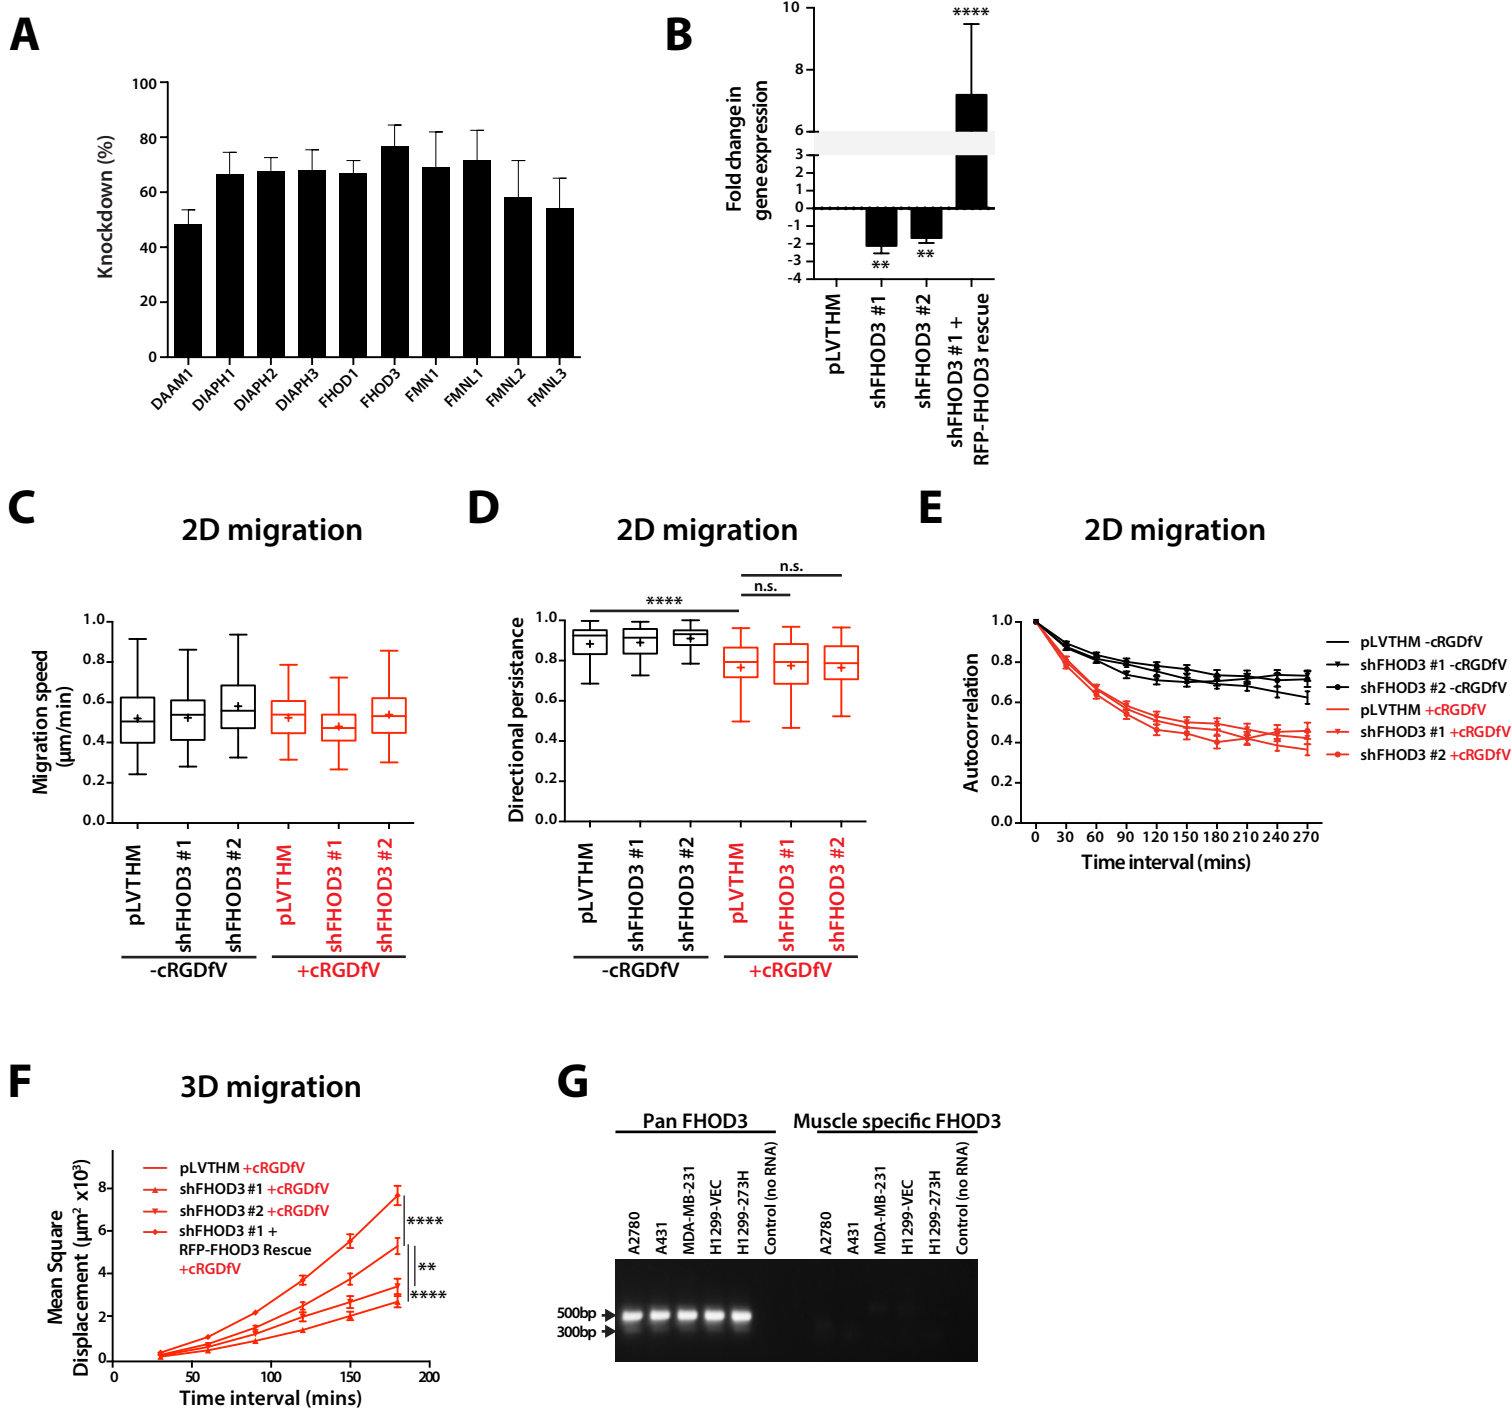 A
100
80
60
40
20
0
Knockdown (%)
DAAM1
DIAPH1
DIAPH2
DIAPH3
FHOD1
FHOD3
FMN1
FMNL1
FMNL2
FMNL3
B
10
8
6
3
2
1
0
-1
-2
-3
-4
Fold change in
gene expression
****
**
**
pLVTHM
shFHOD3 #1
shFHOD3 #2
shFHOD3 #1 +
RFP-FHOD3 rescue
C
2D migration
1.0
0.8
0.6
0.4
0.2
0.0
Migration speed
(µm/min)
pLVTHM
shFHOD3 #1
shFHOD3 #2
pLVTHM
shFHOD3 #1
shFHOD3 #2
-cRGDfV
+cRGDfV
D
2D migration
n.s.
n.s.
****
1.0
0.8
0.6
0.4
0.2
0.0
Directional persistance
pLVTHM
shFHOD3 #1
shFHOD3 #2
pLVTHM
shFHOD3 #1
shFHOD3 #2
-cRGDfV
+cRGDfV
E
2D migration
1.0
0.8
0.6
0.4
0.2
0.0
Autocorrelation
0 30 60 90 120 150 180 210 240 270
Time interval (mins)
pLVTHM -cRGDfV
shFHOD3 #1 -cRGDfV
shFHOD3 #2 -cRGDfV
pLVTHM +cRGDfV
shFHOD3 #1 +cRGDfV
shFHOD3 #2 +cRGDfV
F
3D migration
8
6
4
2
0
Mean Square
Displacement (µm² x10³)
pLVTHM +cRGDfV
shFHOD3 #1 +cRGDfV
shFHOD3 #2 +cRGDfV
shFHOD3 #1 +
RFP-FHOD3 Rescue
+cRGDfV
****
**
****
0 50 100 150 200
Time interval (mins)
G
Pan FHOD3
Muscle specific FHOD3
A2780
A431
MDA-MB-231
H1299-VEC
H1299-273H
Control (no RNA)
A2780
A431
MDA-MB-231
H1299-VEC
H1299-273H
Control (no RNA)
500bp
300bp